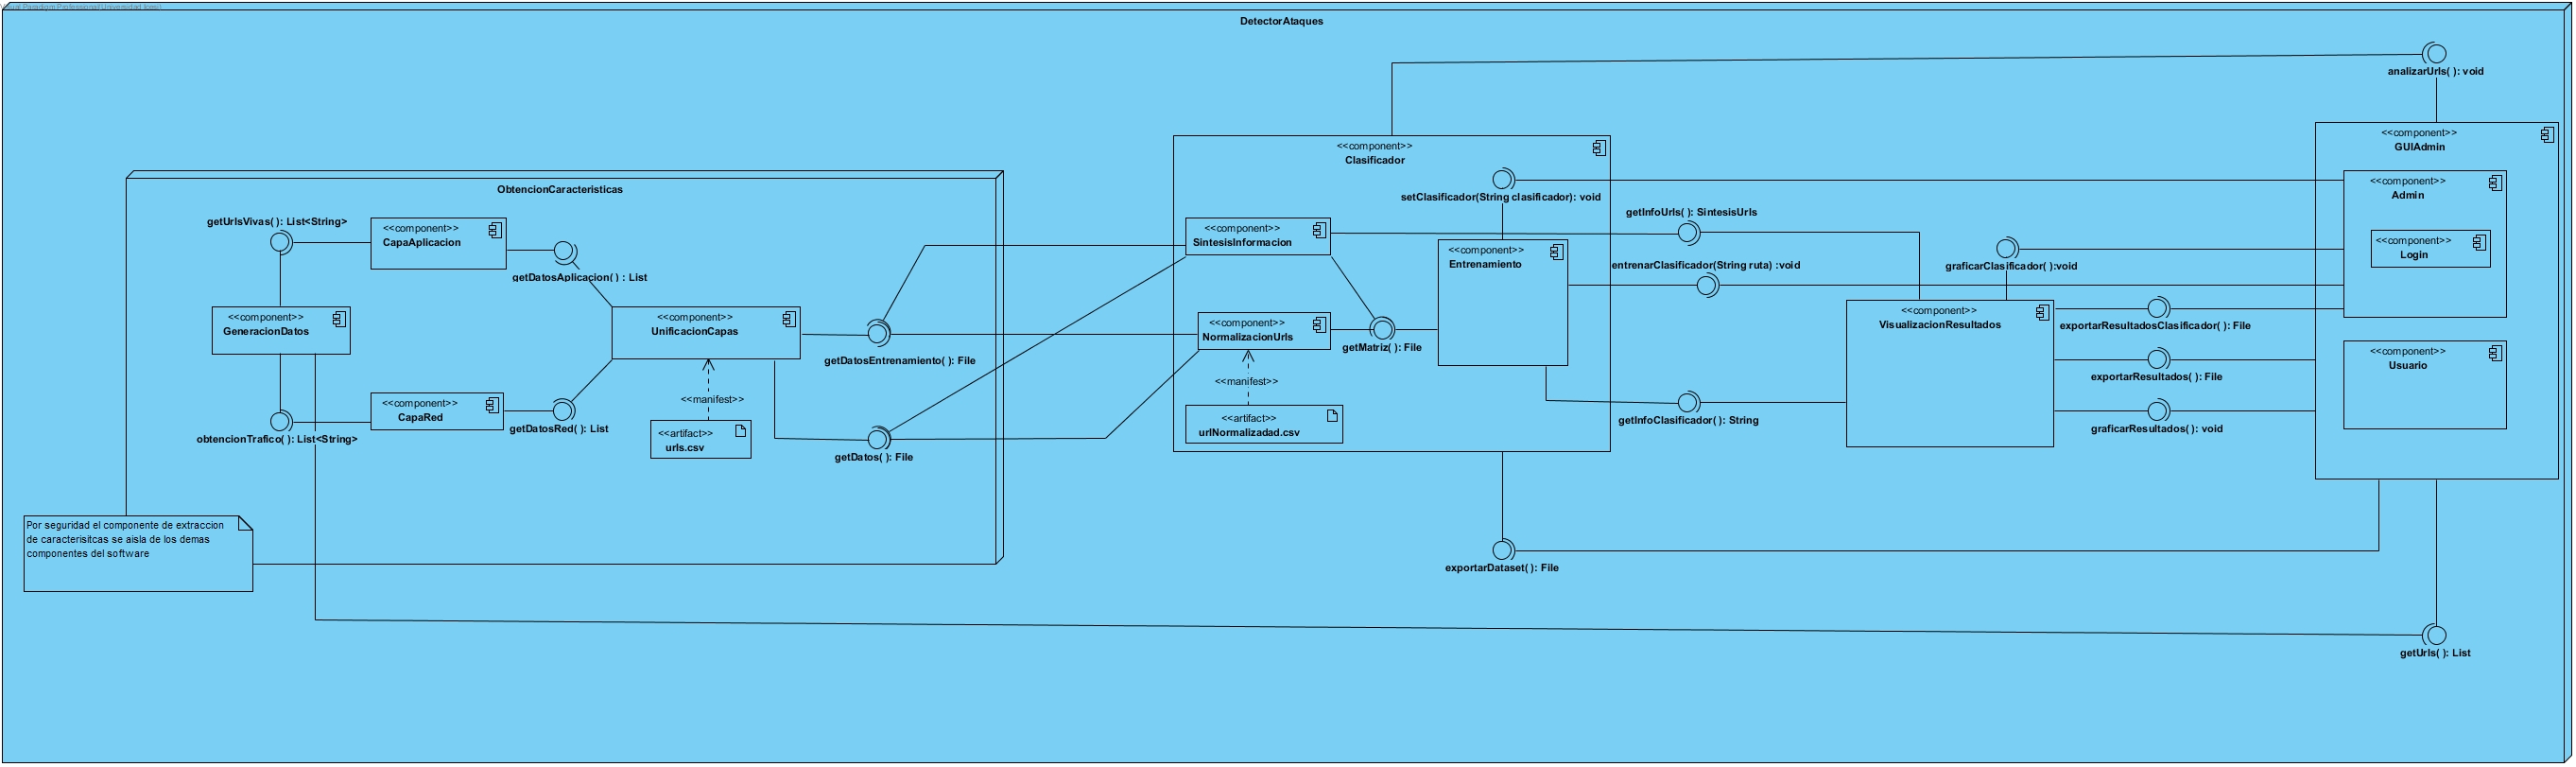 Visual Paradigm Professional(Universidad Icesi)
DetectorAtaques
analizarUrls( ): void
<<component>>
GUIAdmin
<<component>>
Clasificador
ObtencionCaracteristicas
<<component>>
Admin
setClasificador(String clasificador): void
getUrlsVivas( ): List<String>
<<component>>
CapaAplicacion
<<component>>
SintesisInformacion
getInfoUrls( ): SintesisUrls
<<component>>
Login
<<component>>
Entrenamiento
graficarClasificador( ):void
entrenarClasificador(String ruta) :void
getDatosAplicacion( ) : List
<<component>>
GeneracionDatos
<<component>>
UnificacionCapas
<<component>>
NormalizacionUrls
<<component>>
VisualizacionResultados
exportarResultadosClasificador( ): File
getMatriz( ): File
getDatosEntrenamiento( ): File
<<component>>
Usuario
exportarResultados( ): File
<<manifest>>
<<manifest>>
<<component>>
CapaRed
<<artifact>>
urls.csv
<<artifact>>
urlNormalizadad.csv
getInfoClasificador( ): String
graficarResultados( ): void
getDatosRed( ): List
obtencionTrafico( ): List<String>
getDatos( ): File
Por seguridad el componente de extraccion
de caracterisitcas se aisla de los demas
componentes del software
exportarDataset( ): File
getUrls( ): List